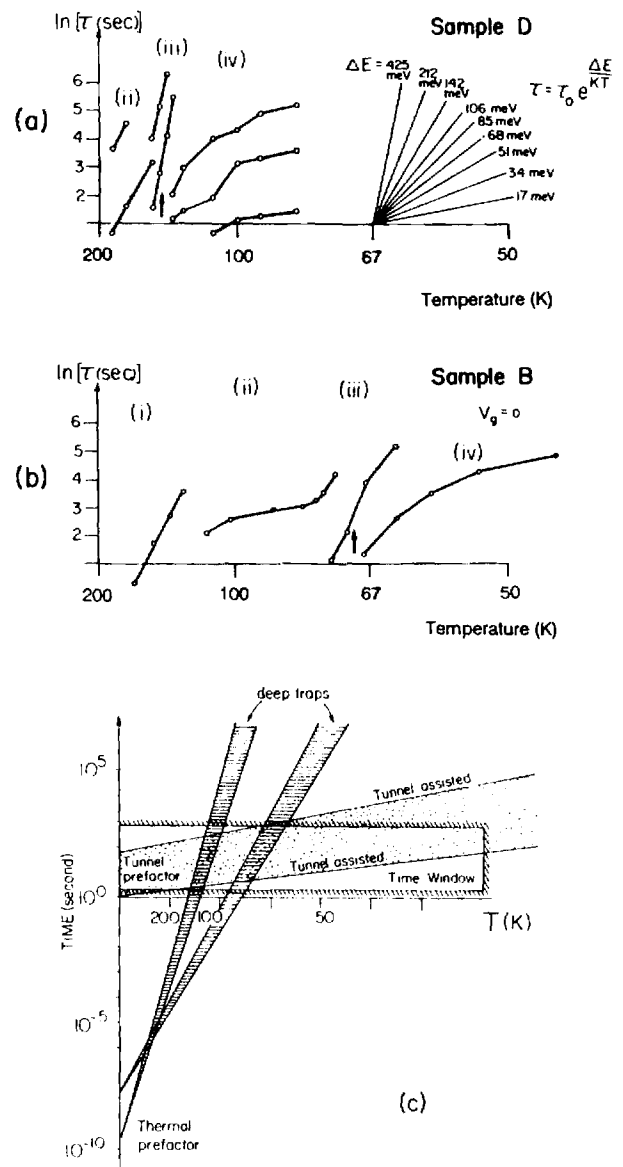 ln [τ (sec)]
Sample D
(iii)
(iv)
(ii)
ΔE = 425 meV
212 meV
142 meV
106 meV
85 meV
68 meV
51 meV
34 meV
17 meV
τ = τ₀ e^{ΔE/KT}
(a)
6
5
4
3
2
200
100
67
50
Temperature (K)
ln [τ (sec)]
Sample B
(i)
(ii)
(iii)
V_g = 0
(iv)
(b)
6
5
4
3
2
200
100
67
50
Temperature (K)
deep traps
10^5
Tunnel assisted
Tunnel prefactor
Tunnel assisted
Time Window
10^0
200
100
50
T (K)
TIME (second)
10^-5
Thermal prefactor
10^-10
(c)